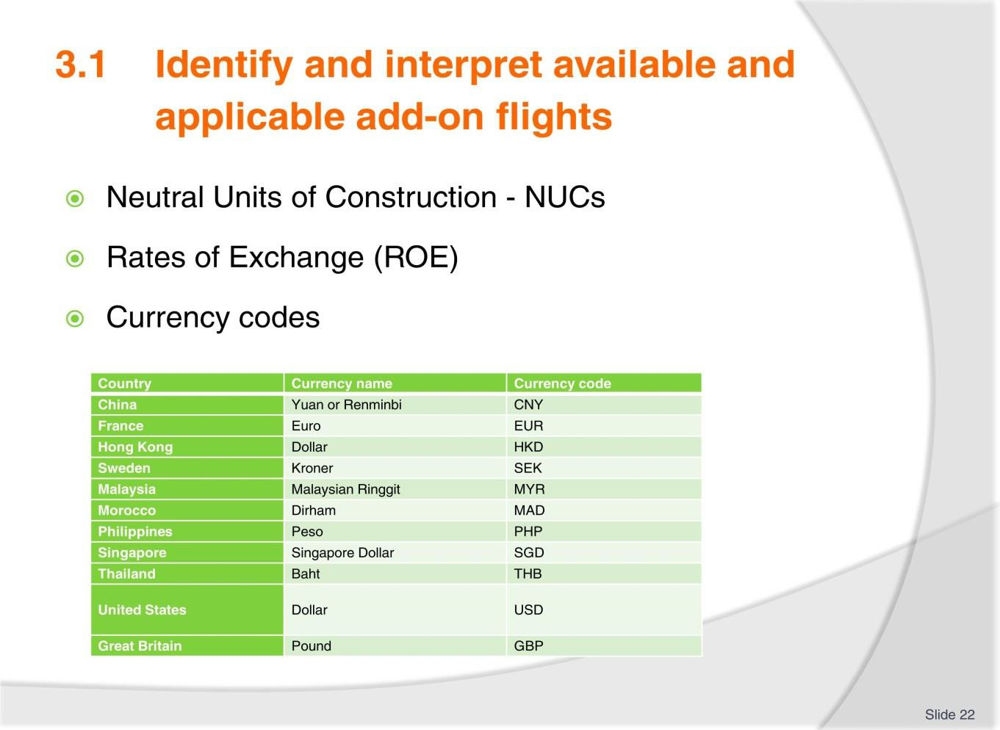 3.1 Identify and interpret available and
applicable add-on flights
Neutral Units of Construction - NUCs
Rates of Exchange (ROE)
Currency codes
Country Currency name Currency code
China Yuan or Renminbi CNY
France Euro EUR
Hong Kong Dollar HKD
Sweden Kroner SEK
Malaysia Malaysian Ringgit MYR
Morocco Dirham MAD
Philippines Peso PHP
Singapore Singapore Dollar SGD
Thailand Baht THB
United States Dollar USD
Great Britain Pound GBP
Slide 22